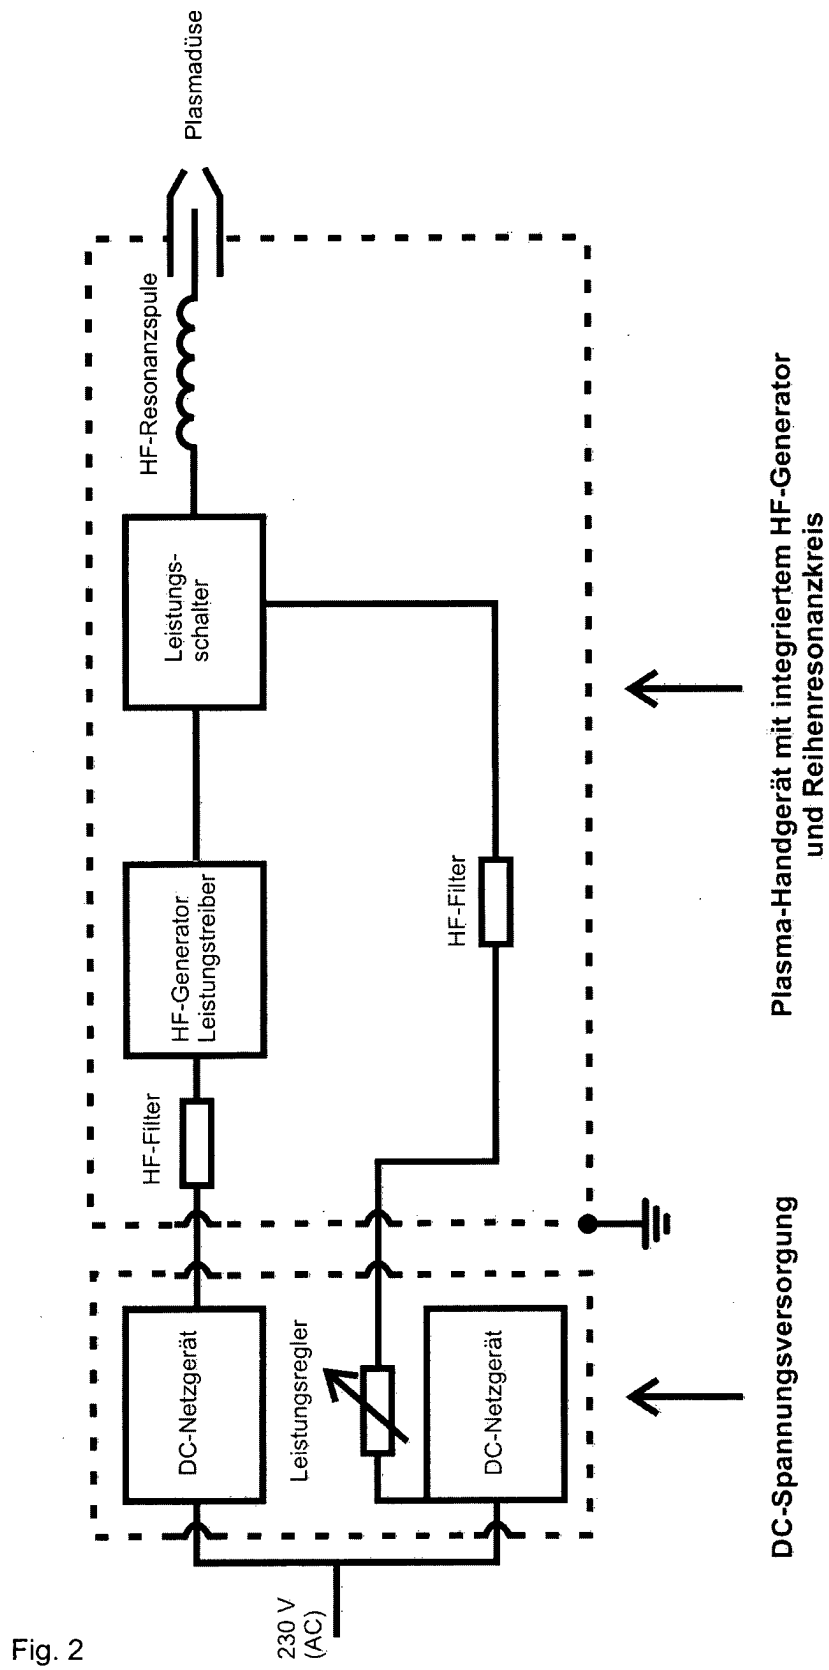 Fig. 2
230 V
(AC)
DC-Netzgerät
Leistungsregler
DC-Netzgerät
HF-Filter
HF-Generator
Leistungstreiber
HF-Filter
Leistungs-
schalter
HF-Resonanzspule
Plasmadüse
DC-Spannungsversorgung
Plasma-Handgerät mit integriertem HF-Generator
und Reihenresonanzkreis